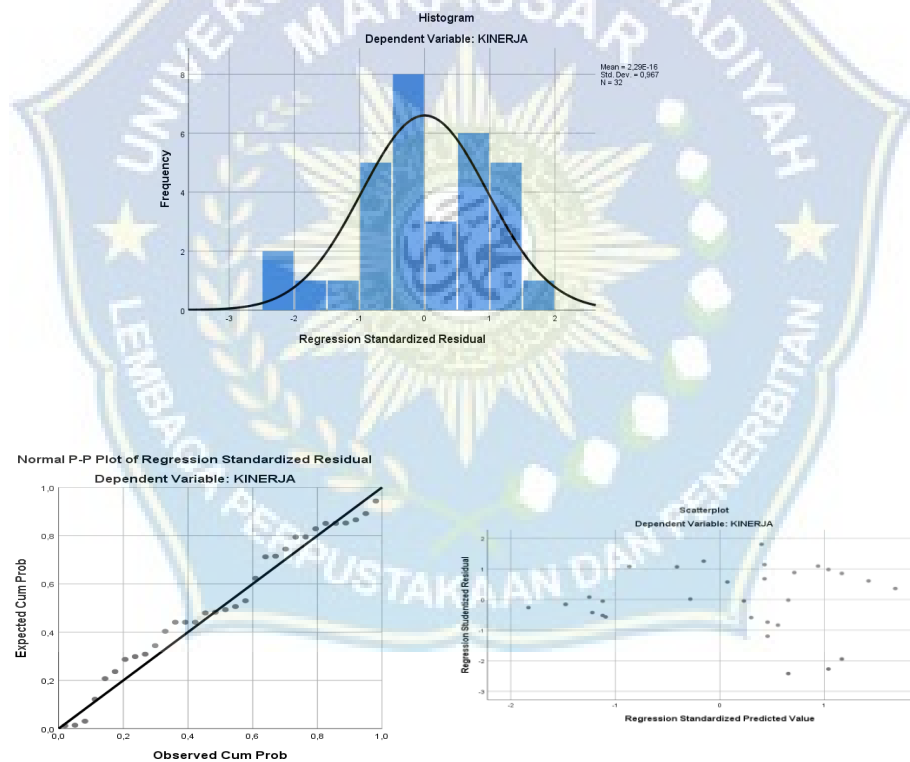 Histogram
Dependent Variable: KINERJA
Mean = 2,29E-16
Std. Dev. = 0,967
N = 32
Frequency
8
6
4
2
0
-3 -2 -1 0 1 2
Regression Standardized Residual
MAKASSAR
LEMBAGA PERPUSTAKAAN DAN PENERBITAN
Normal P-P Plot of Regression Standardized Residual
Dependent Variable: KINERJA
Expected Cum Prob
1,0
0,8
0,6
0,4
0,2
0,0
0,0 0,2 0,4 0,6 0,8 1,0
Observed Cum Prob
Scatterplot
Dependent Variable: KINERJA
Regression Studentized Residual
2
1
0
-1
-2
-3
-2 -1 0 1
Regression Standardized Predicted Value